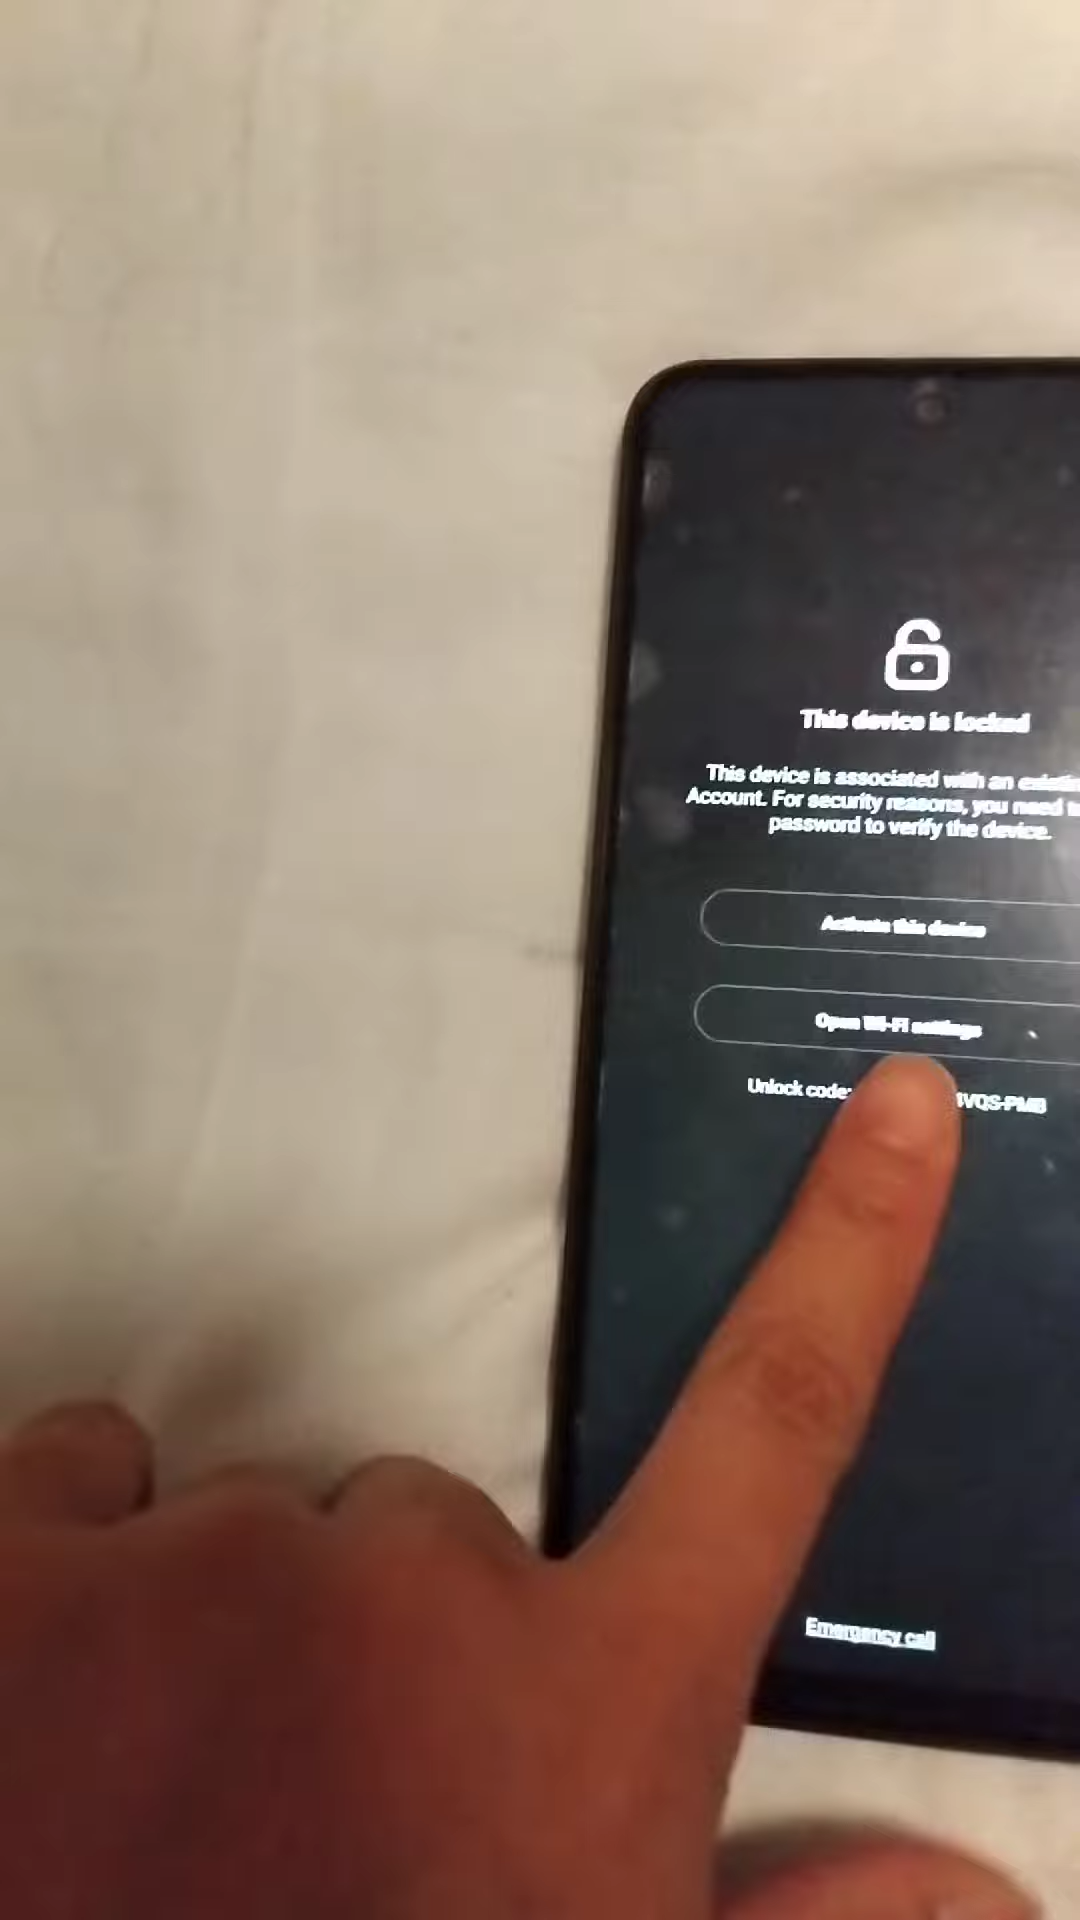 This device is locked
This device is associated with an
Account. For security reasons, you need
password to verify the device.
Activate this device
Open Wi-Fi settings
Unlock code: VQS-PMB
Emergency call